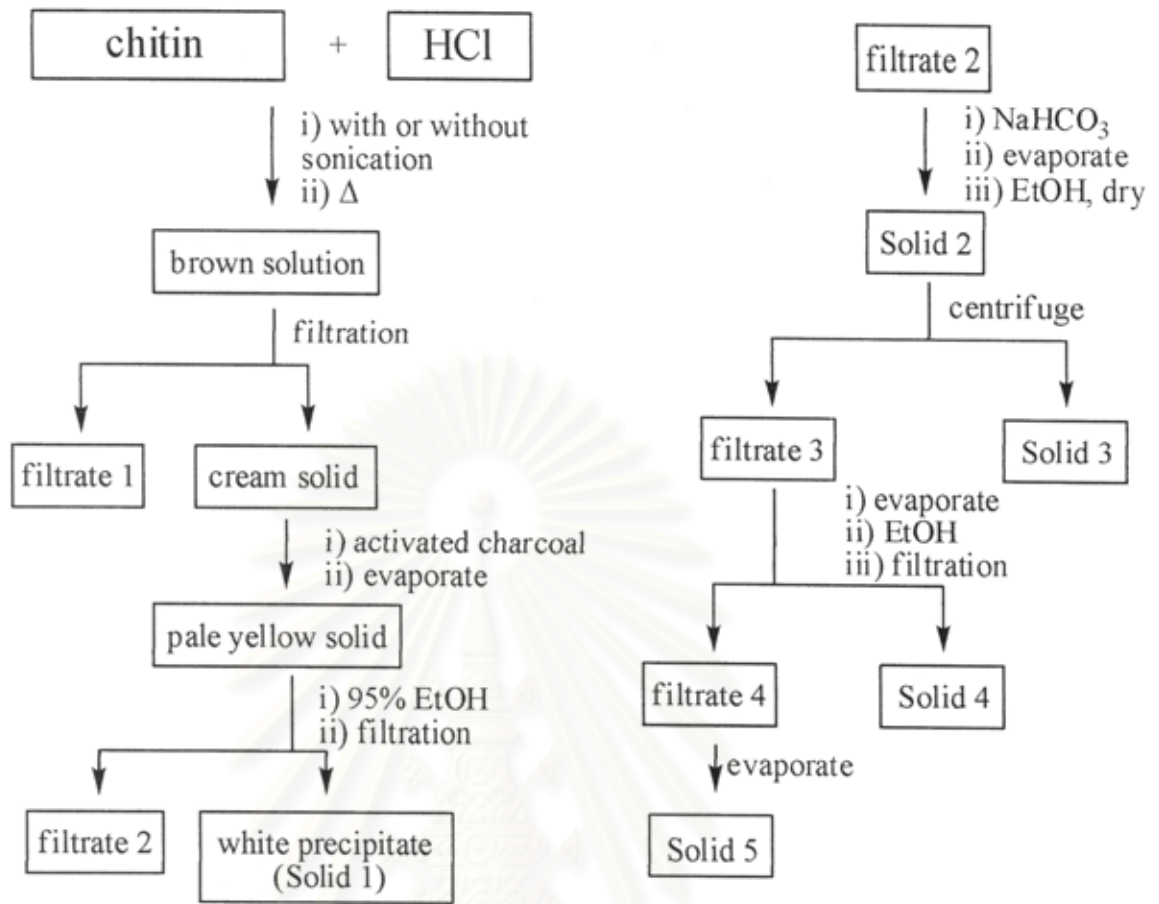 chitin + HCl
i) with or without
sonication
ii) Δ
brown solution
filtration
filtrate 1
cream solid
i) activated charcoal
ii) evaporate
pale yellow solid
i) 95% EtOH
ii) filtration
filtrate 2
white precipitate
(Solid 1)
filtrate 2
i) NaHCO₃
ii) evaporate
iii) EtOH, dry
Solid 2
centrifuge
filtrate 3
Solid 3
i) evaporate
ii) EtOH
iii) filtration
filtrate 4
Solid 4
evaporate
Solid 5